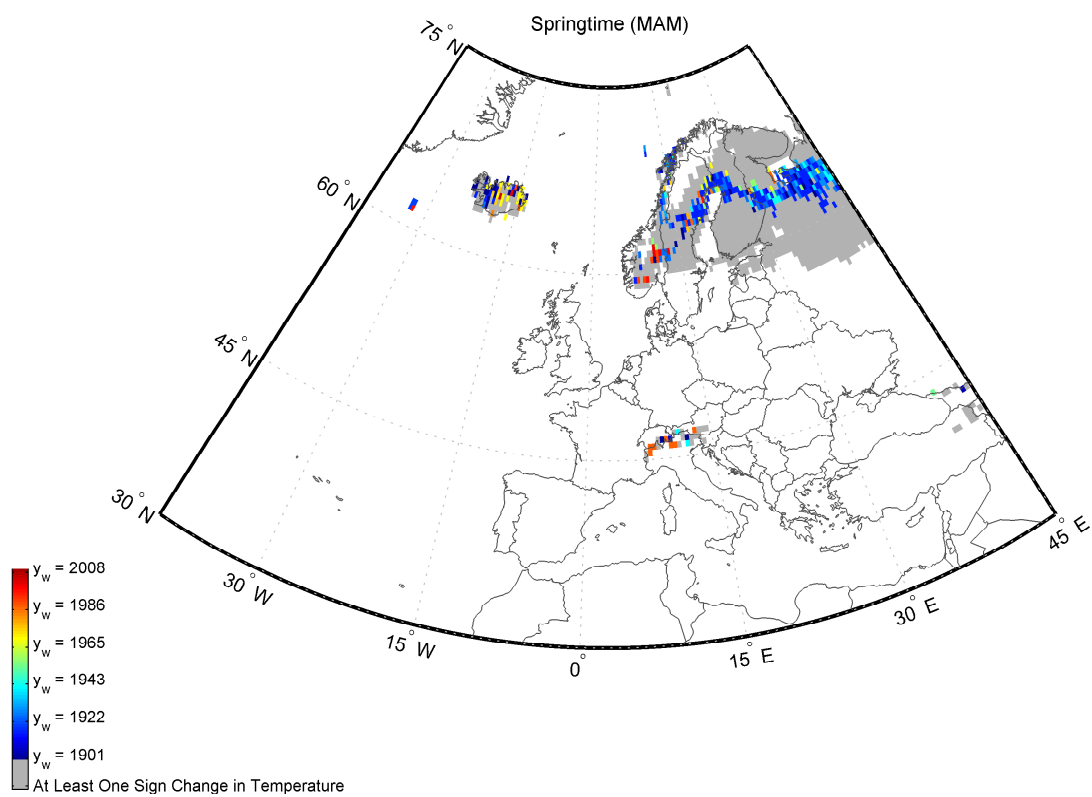 Springtime (MAM)
75° N
60° N
45° N
30° N
30° W
15° W
0°
15° E
30° E
45° E
y_w = 2008
y_w = 1986
y_w = 1965
y_w = 1943
y_w = 1922
y_w = 1901
At Least One Sign Change in Temperature